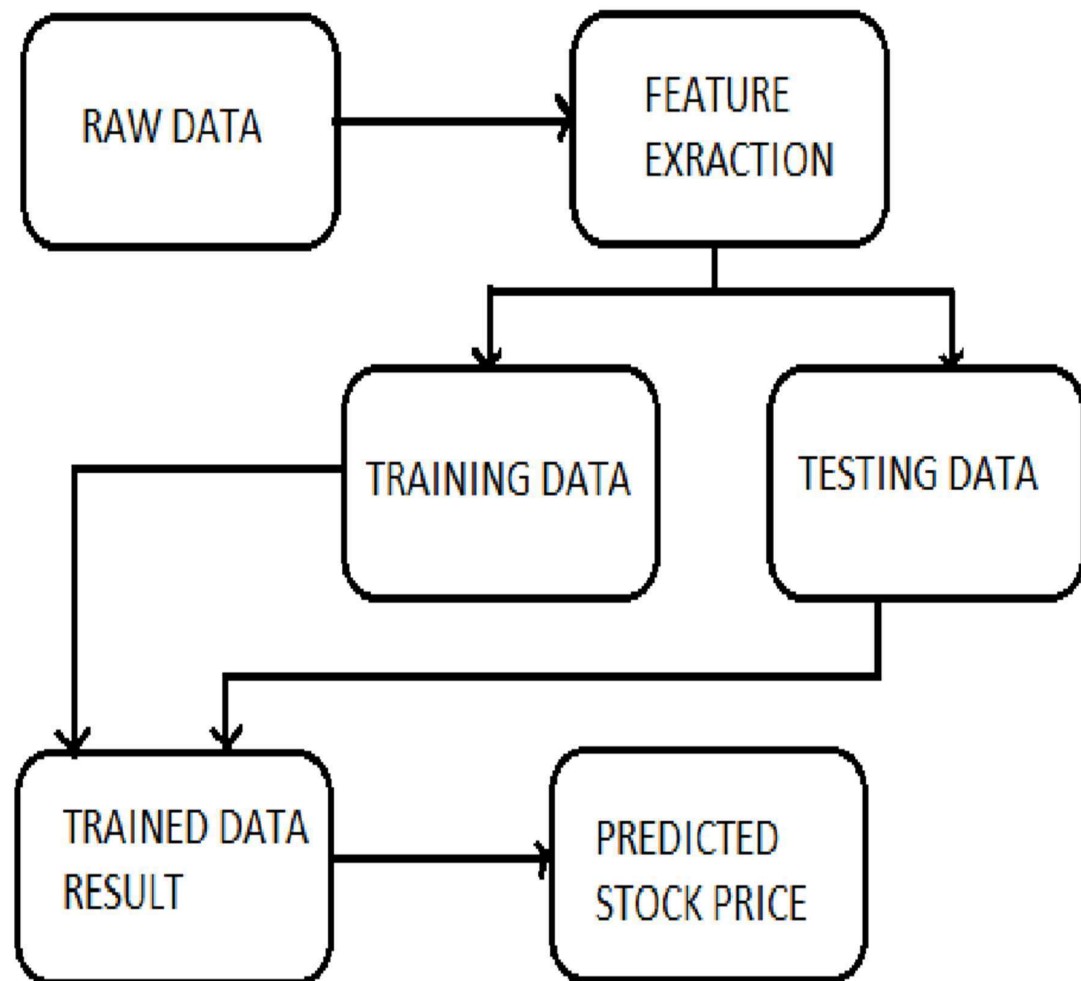 RAW DATA
FEATURE
EXRACTION
TRAINING DATA
TESTING DATA
TRAINED DATA
RESULT
PREDICTED
STOCK PRICE